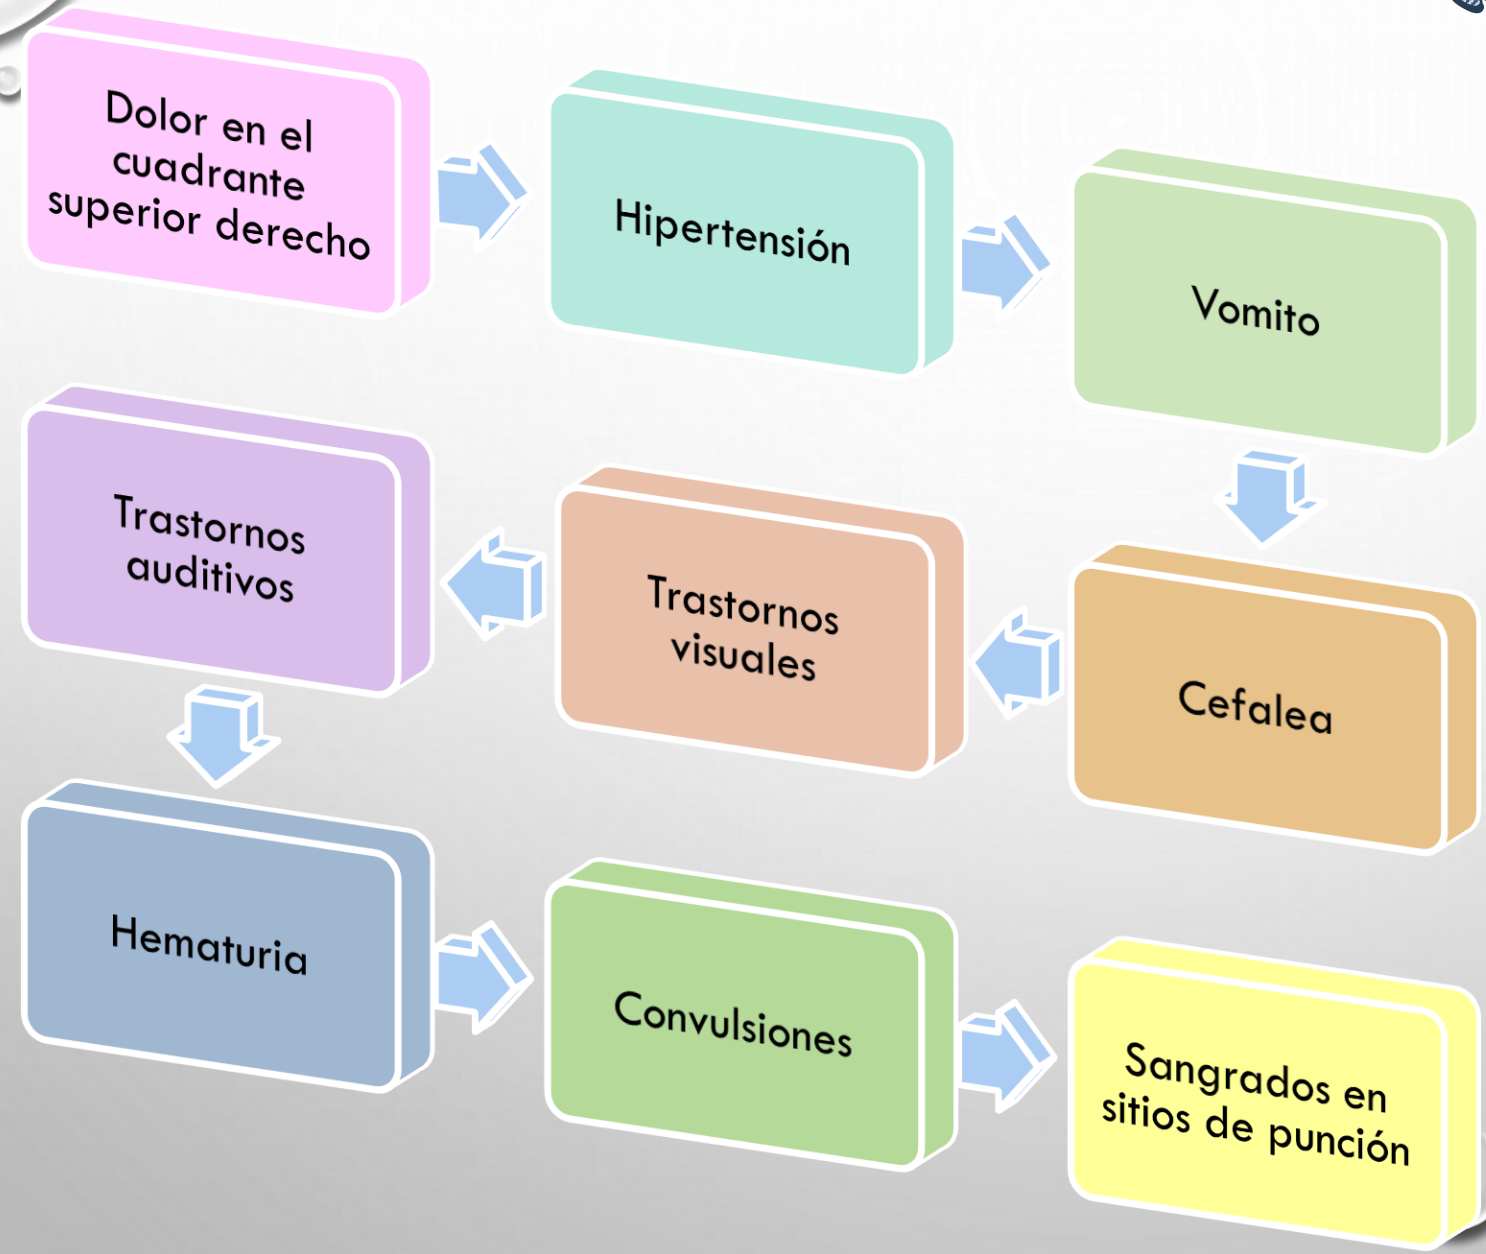 Dolor en el
cuadrante
superior derecho
Hipertensión
Vomito
Cefalea
Trastornos
visuales
Trastornos
auditivos
Hematuria
Convulsiones
Sangrados en
sitios de punción